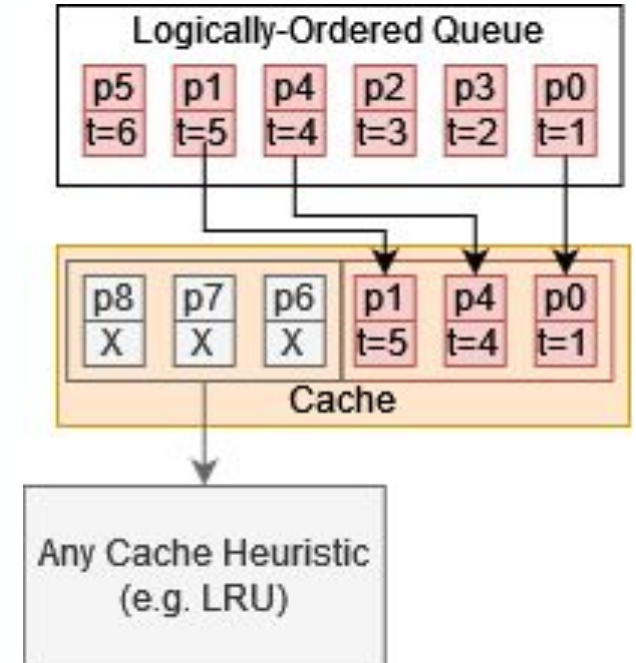 Logically-Ordered Queue
p5 p1 p4 p2 p3 p0
t=6 t=5 t=4 t=3 t=2 t=1
p8 p7 p6 p1 p4 p0
X X X t=5 t=4 t=1
Cache
Any Cache Heuristic
(e.g. LRU)